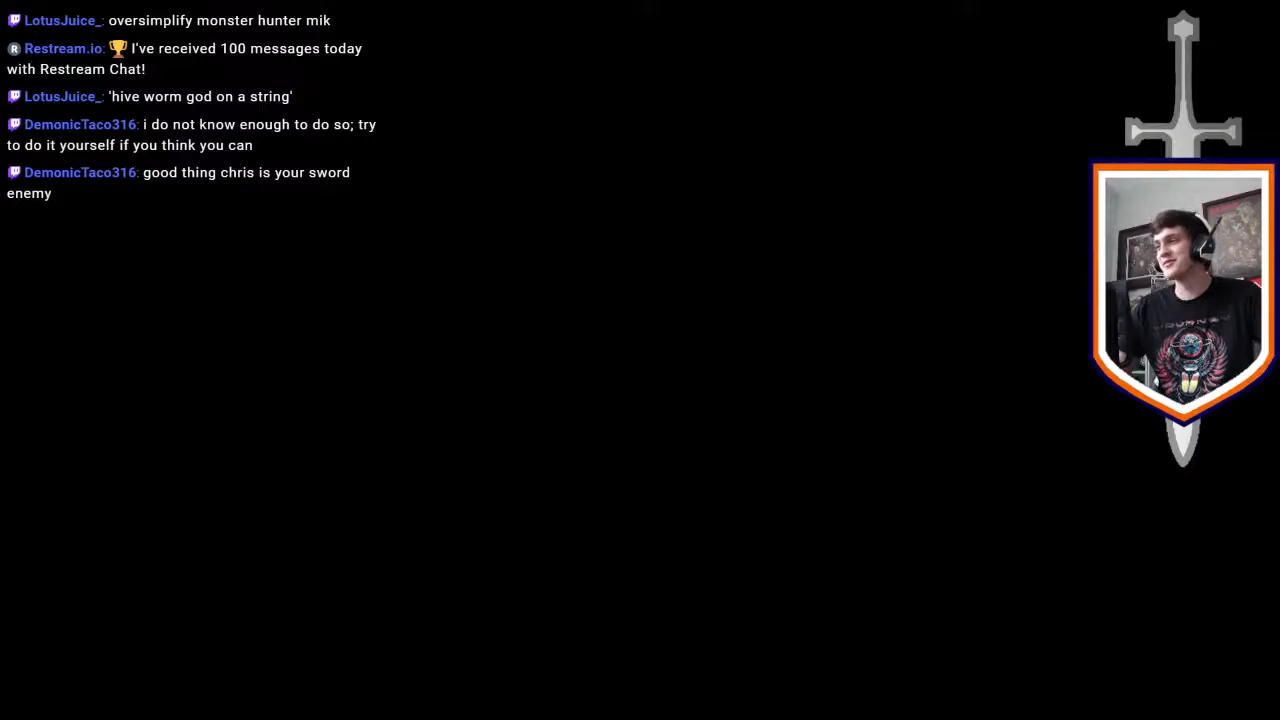 LotusJuice_: oversimplify monster hunter mik
Restream.io: 🏆 I've received 100 messages today
with Restream Chat!
LotusJuice_: 'hive worm god on a string'
DemonicTaco316: i do not know enough to do so; try
to do it yourself if you think you can
DemonicTaco316: good thing chris is your sword
enemy